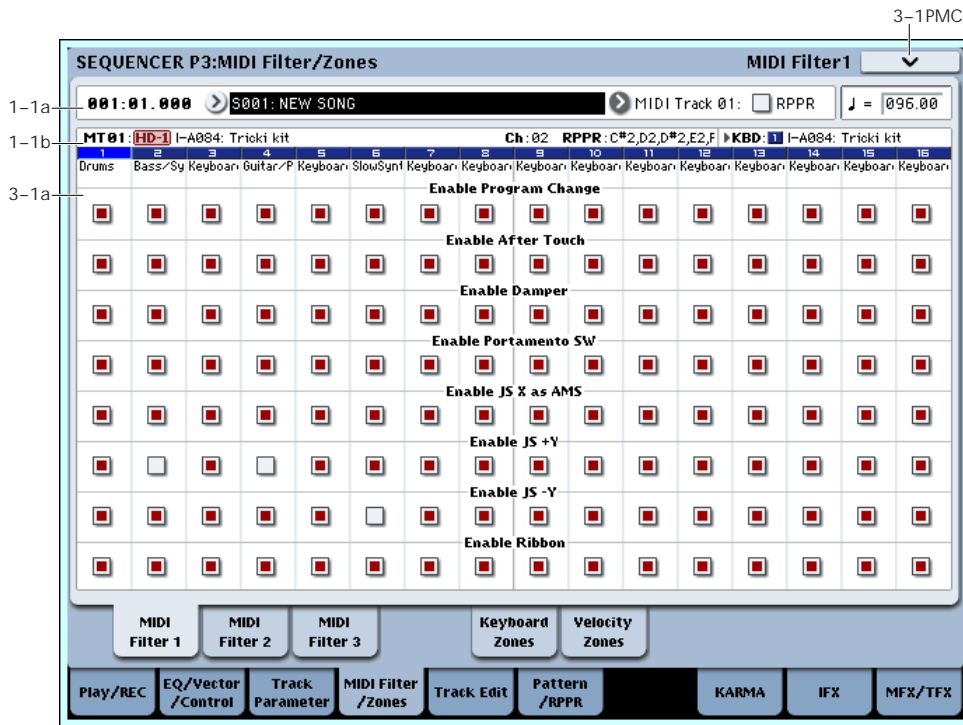 3-1PMC
SEQUENCER P3:MIDI Filter/Zones MIDI Filter1
1-1a
001:01.000 S001: NEW SONG MIDI Track 01: RPPR ♩ = 096.00
1-1b
MT01: HD-1 I-A084: Tricki kit Ch:02 RPPR:C#2,D2,D#2,E2,F ▶KBD: 1 I-A084: Tricki kit
1 2 3 4 5 6 7 8 9 10 11 12 13 14 15 16
Drums Bass/Sy Keyboar Guitar/P Keyboar SlowSynt Keyboar Keyboar Keyboar Keyboar Keyboar Keyboar Keyboar Keyboar Keyboar Keyboar
3-1a
Enable Program Change
Enable After Touch
Enable Damper
Enable Portamento SW
Enable JS X as AMS
Enable JS +Y
Enable JS -Y
Enable Ribbon
MIDI Filter 1 MIDI Filter 2 MIDI Filter 3 Keyboard Zones Velocity Zones
Play/REC EQ/Vector /Control Track Parameter MIDI Filter /Zones Track Edit Pattern /RPPR KARMA IFX MFX/TFX